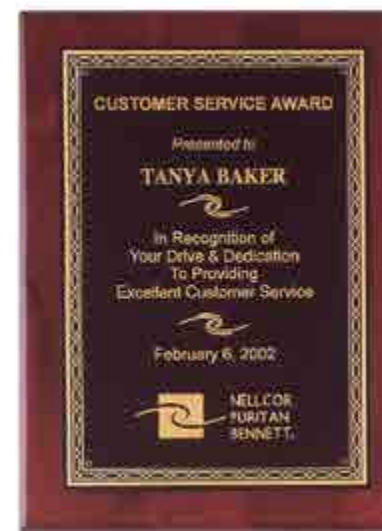 CUSTOMER SERVICE AWARD
Presented to
TANYA BAKER
In Recognition of
Your Drive & Dedication
To Providing
Excellent Customer Service
February 6, 2002
NELLCOR
PURITAN
BENNETT